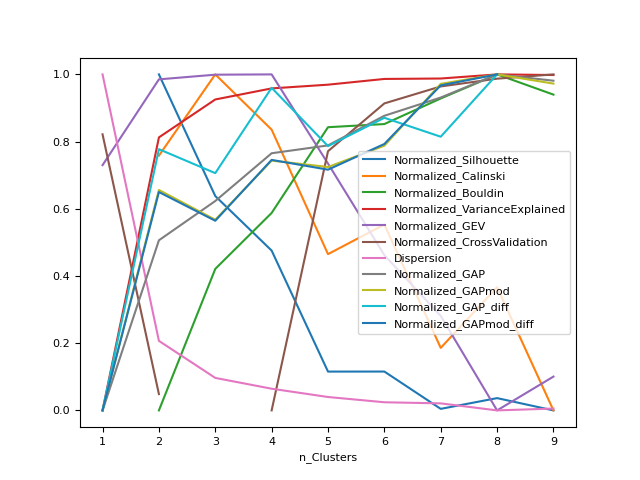 1.0
0.8
0.6
0.4
0.2
0.0
Normalized_Silhouette
Normalized_Calinski
Normalized_Bouldin
Normalized_VarianceExplained
Normalized_GEV
Normalized_CrossValidation
Dispersion
Normalized_GAP
Normalized_GAPmod
Normalized_GAP_diff
Normalized_GAPmod_diff
1 2 3 4 5 6 7 8 9
n_Clusters